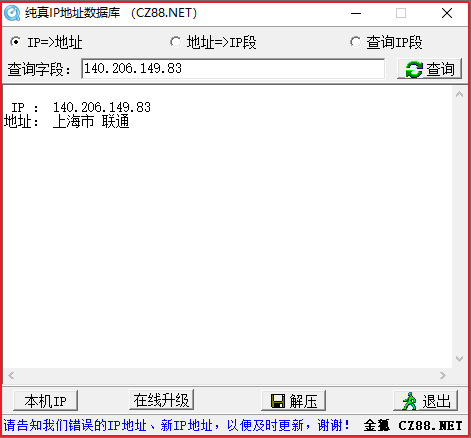 纯真IP地址数据库 （CZ88.NET）
IP=>地址 地址=>IP段 查询IP段
查询字段： 140.206.149.83 查询
IP ： 140.206.149.83
地址： 上海市 联通
本机IP 在线升级 解压 退出
请告知我们错误的IP地址、新IP地址，以便及时更新，谢谢！ 金狐 CZ88.NET